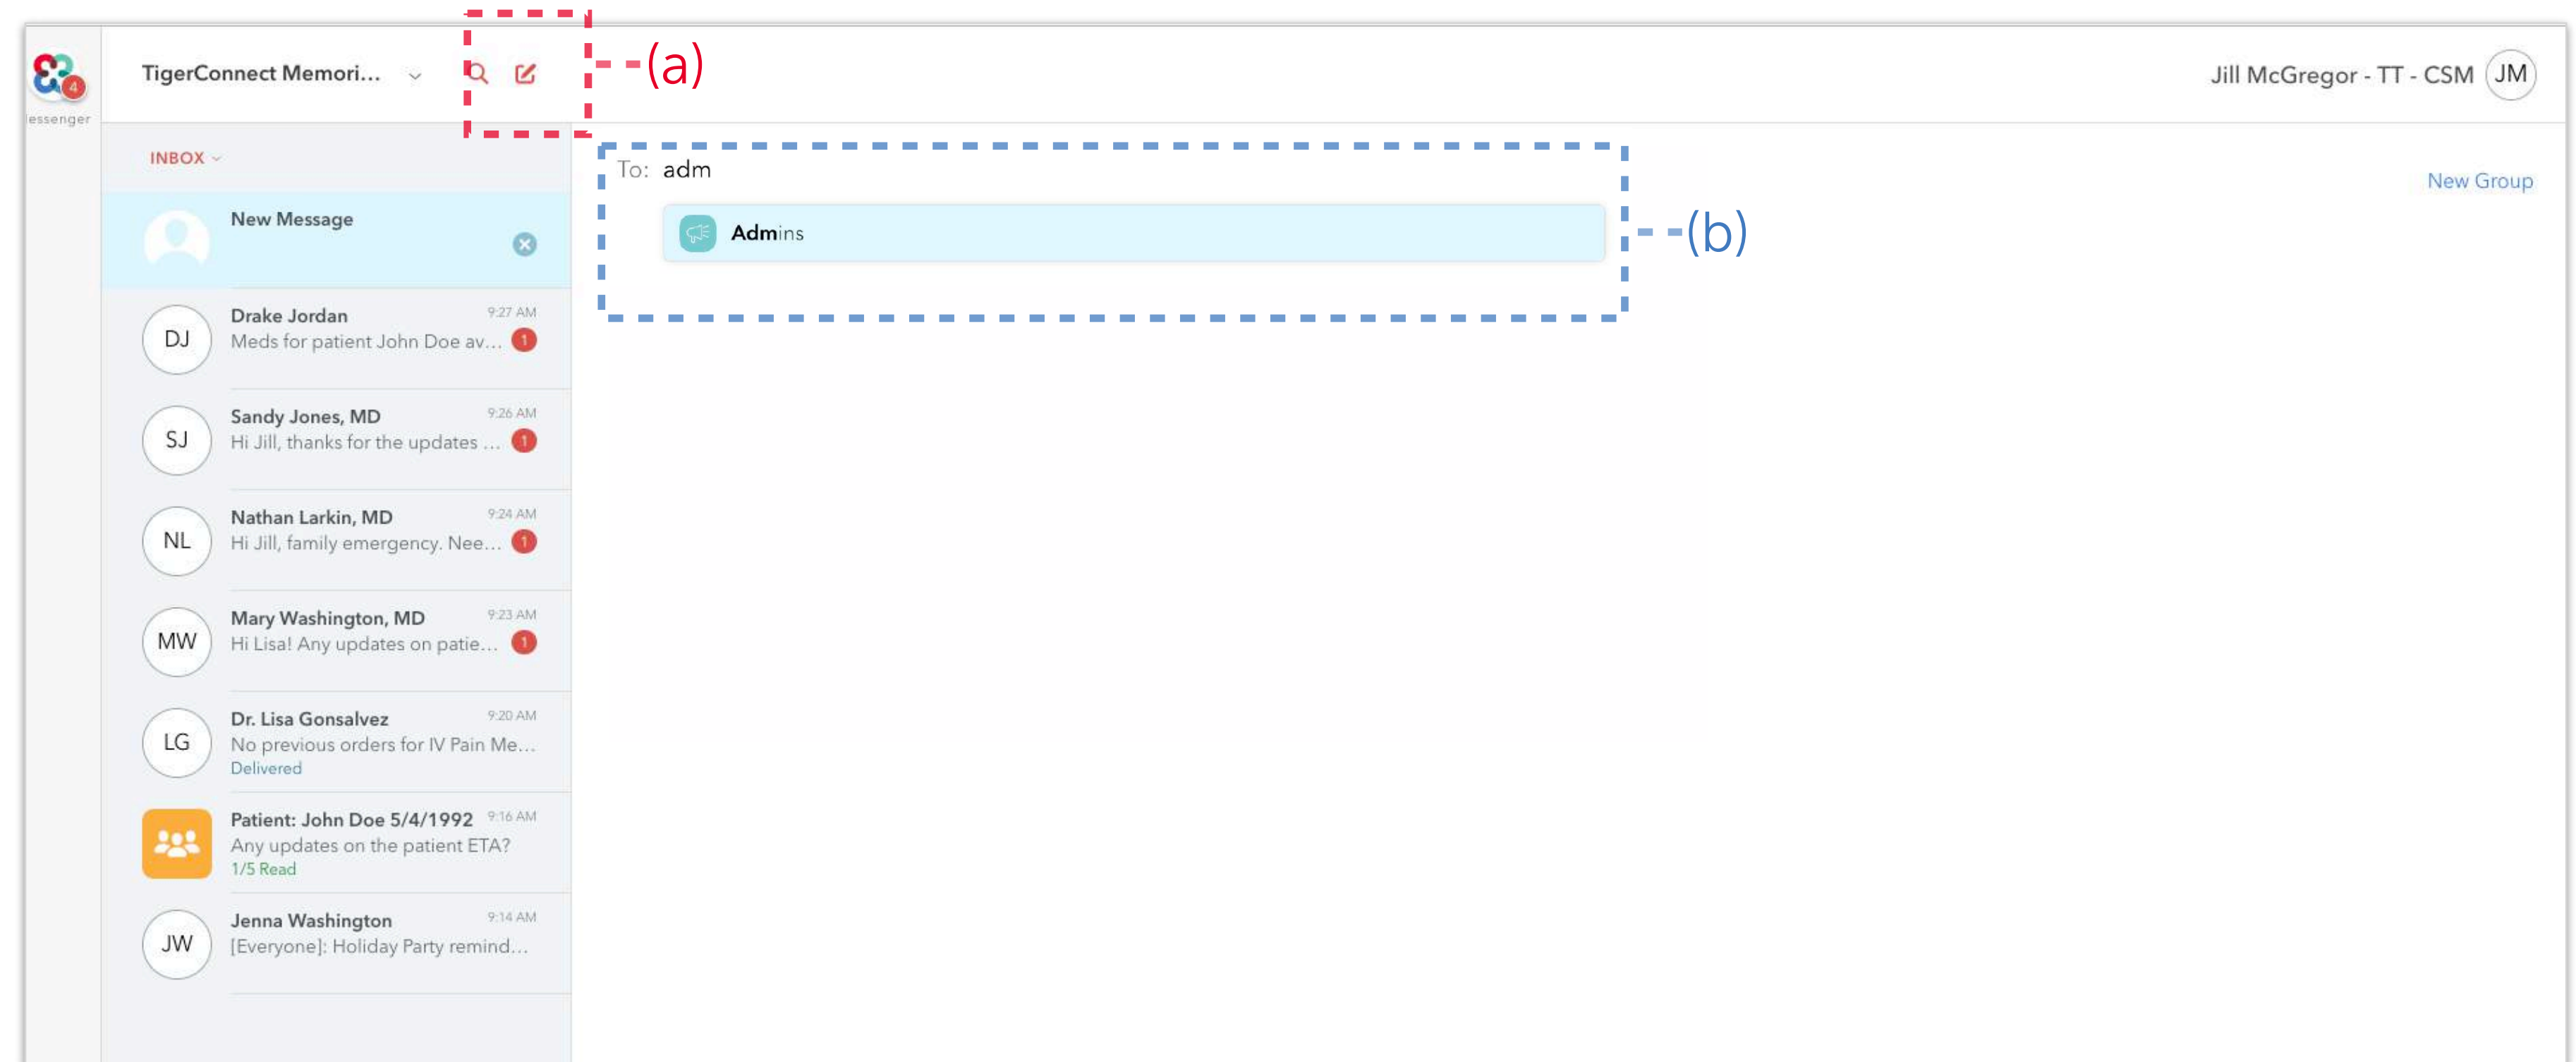 TigerConnect Memori...
(a)
Jill McGregor - TT - CSM
JM
4
essenger
INBOX
To: adm
New Group
Admins
(b)
New Message
Drake Jordan 9:27 AM
DJ
Meds for patient John Doe av... 1
Sandy Jones, MD 9:26 AM
SJ
Hi Jill, thanks for the updates ... 1
Nathan Larkin, MD 9:24 AM
NL
Hi Jill, family emergency. Nee... 1
Mary Washington, MD 9:23 AM
MW
Hi Lisa! Any updates on patie... 1
Dr. Lisa Gonsalvez 9:20 AM
LG
No previous orders for IV Pain Me...
Delivered
Patient: John Doe 5/4/1992 9:16 AM
Any updates on the patient ETA?
1/5 Read
Jenna Washington 9:14 AM
JW
[Everyone]: Holiday Party remind...